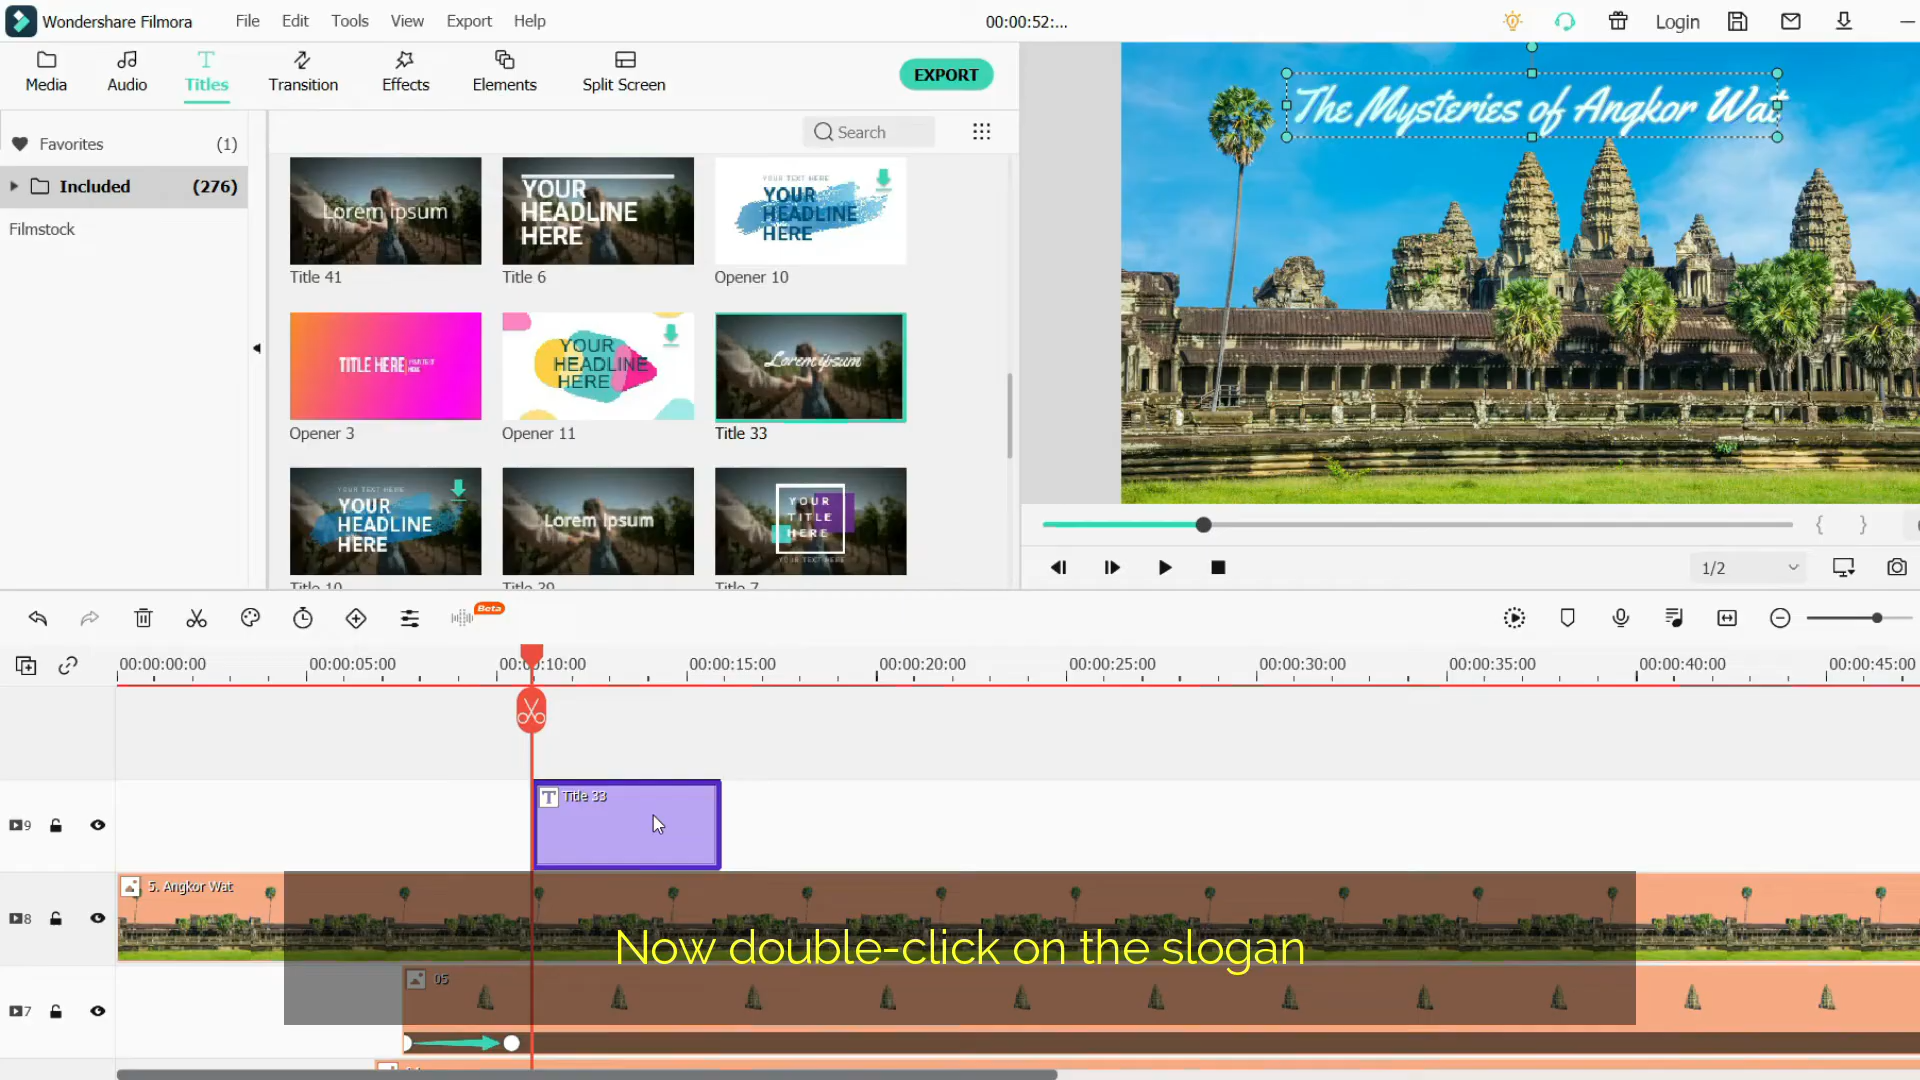 Wondershare Filmora
File
Edit
Tools
View
Export
Help
00:00:52:...
Login
Media
Audio
Titles
Transition
Effects
Elements
Split Screen
EXPORT
Favorites
(1)
Included
(276)
Filmstock
Search
Lorem ipsum
Title 41
YOUR
HEADLINE
HERE
Title 6
YOUR TEXT HERE
YOUR
HEADLINE
HERE
Opener 10
TITLE HERE
Opener 3
YOUR
HEADLINE
HERE
Opener 11
Lorem ipsum
Title 33
YOUR TEXT HERE
YOUR
HEADLINE
HERE
Title 10
Lorem Ipsum
Title 39
YOUR
TITLE
HERE
YOUR TEXT HERE
Title 7
The Mysteries of Angkor Wat
{ }
1/2
Beta
00:00:00:00
00:00:05:00
00:00:10:00
00:00:15:00
00:00:20:00
00:00:25:00
00:00:30:00
00:00:35:00
00:00:40:00
00:00:45:00
9
T Title 33
8
5. Angkor Wat
Now double-click on the slogan
7
05